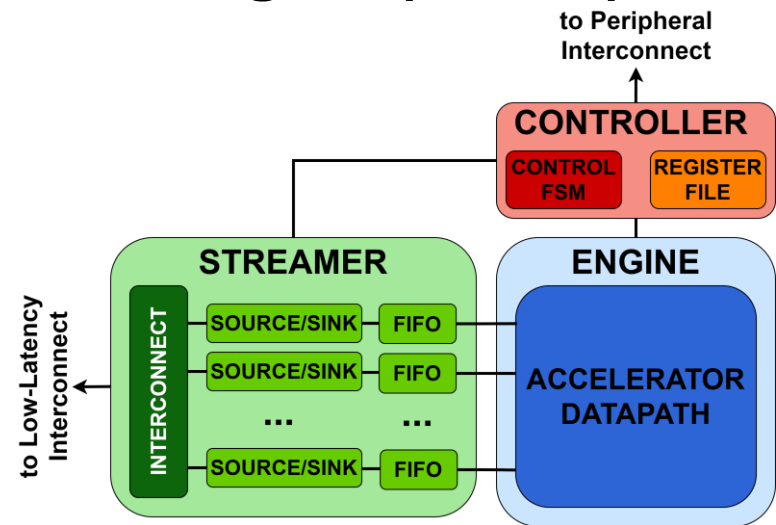 to Peripheral
Interconnect
CONTROLLER
CONTROL
FSM
REGISTER
FILE
STREAMER
ENGINE
to Low-Latency
Interconnect
INTERCONNECT
SOURCE/SINK
FIFO
SOURCE/SINK
FIFO
...
...
SOURCE/SINK
FIFO
ACCELERATOR
DATAPATH